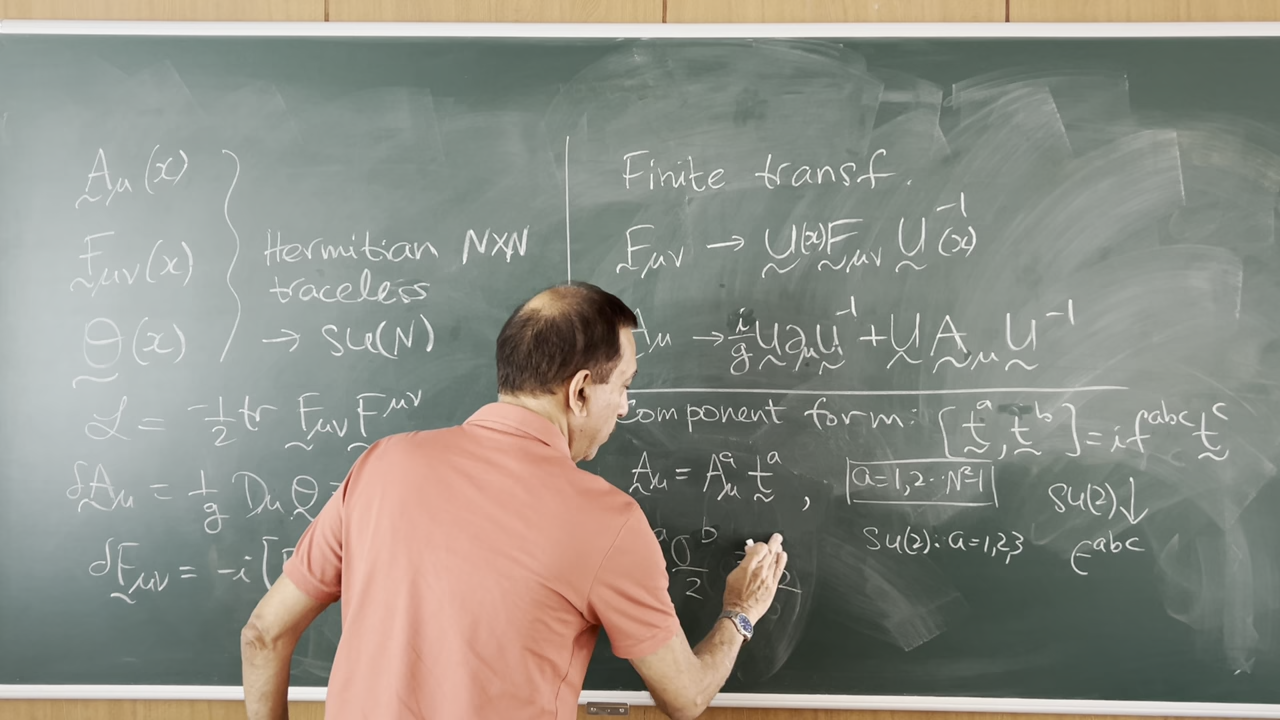 A_μ(x)
F_μν(x)
Hermitian N×N
traceless
θ(x)
→ SU(N)
ℒ = -1/2 tr F_μν F^μν
δA_μ = 1/g D_μ θ
δF_μν = -i [
Finite transf.
F_μν → U(x) F_μν U^-1(x)
A_μ → i/g U ∂_μ U^-1 + U A_μ U^-1
Component form: [t^a, t^b] = i f^abc t^c
A_μ = A_μ^a t^a , a=1,2··N²-1
SU(2) ↓
SU(2): a=1,2,3
ϵ^abc
σ^b/2